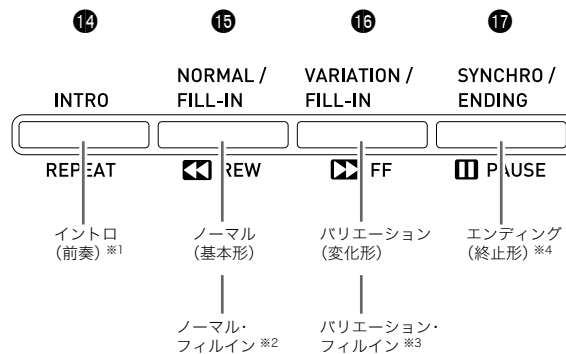 ⓮ ⓯ ⓰ ⓱
INTRO
NORMAL /
FILL-IN
VARIATION /
FILL-IN
SYNCHRO /
ENDING
REPEAT
REW
FF
PAUSE
イントロ
(前奏) ※1
ノーマル
(基本形)
バリエーション
(変化形)
エンディング
(終止形) ※4
ノーマル・
フィルイン ※2
バリエーション・
フィルイン ※3